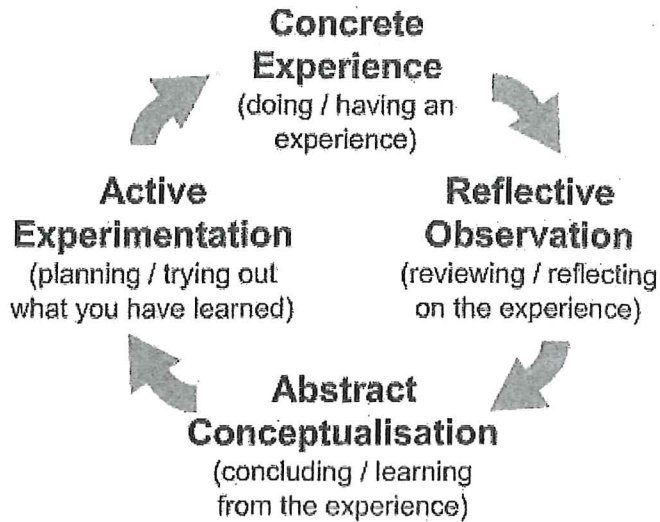 Concrete
Experience
(doing / having an
experience)
Reflective
Observation
(reviewing / reflecting
on the experience)
Abstract
Conceptualisation
(concluding / learning
from the experience)
Active
Experimentation
(planning / trying out
what you have learned)